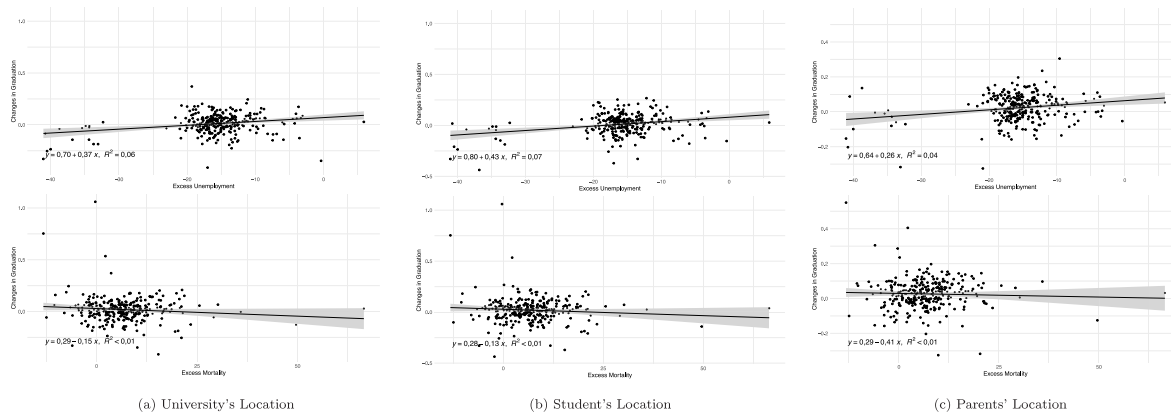 Changes in Graduation
1.0
0.5
0.0
y = 0,70 + 0,37 x, R² = 0,06
−40 −30 −20 −10 0
Excess Unemployment
Changes in Graduation
1.0
0.5
0.0
y = 0,29 − 0,15 x, R² < 0,01
0 25 50
Excess Mortality
(a) University's Location
Changes in Graduation
1.0
0.5
0.0
−0.5
y = 0,80 + 0,43 x, R² = 0,07
−40 −30 −20 −10 0
Excess Unemployment
Changes in Graduation
1.0
0.5
0.0
−0.5
y = 0,28 − 0,13 x, R² < 0,01
0 25 50
Excess Mortality
(b) Student's Location
Changes in Graduation
0.4
0.2
0.0
−0.2
y = 0,64 + 0,26 x, R² = 0,04
−40 −30 −20 −10 0
Excess Unemployment
Changes in Graduation
0.4
0.2
0.0
−0.2
y = 0,29 − 0,41 x, R² < 0,01
0 25 50
Excess Mortality
(c) Parents' Location